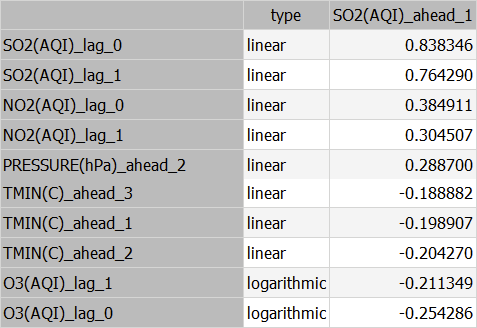 type SO2(AQI)_ahead_1
SO2(AQI)_lag_0 linear 0.838346
SO2(AQI)_lag_1 linear 0.764290
NO2(AQI)_lag_0 linear 0.384911
NO2(AQI)_lag_1 linear 0.304507
PRESSURE(hPa)_ahead_2 linear 0.288700
TMIN(C)_ahead_3 linear -0.188882
TMIN(C)_ahead_1 linear -0.198907
TMIN(C)_ahead_2 linear -0.204270
O3(AQI)_lag_1 logarithmic -0.211349
O3(AQI)_lag_0 logarithmic -0.254286